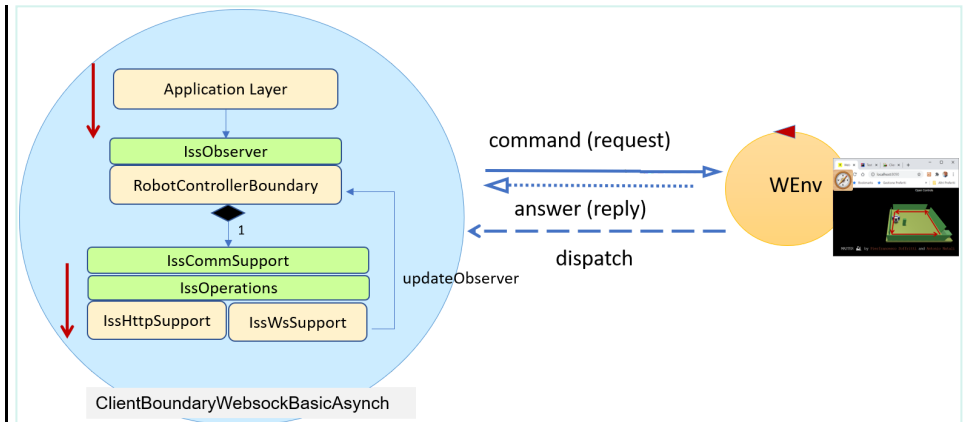 Application Layer
IssObserver
RobotControllerBoundary
1
IssCommSupport
IssOperations
IssHttpSupport
IssWsSupport
updateObserver
ClientBoundaryWebsockBasicAsynch
command (request)
answer (reply)
dispatch
WEnv